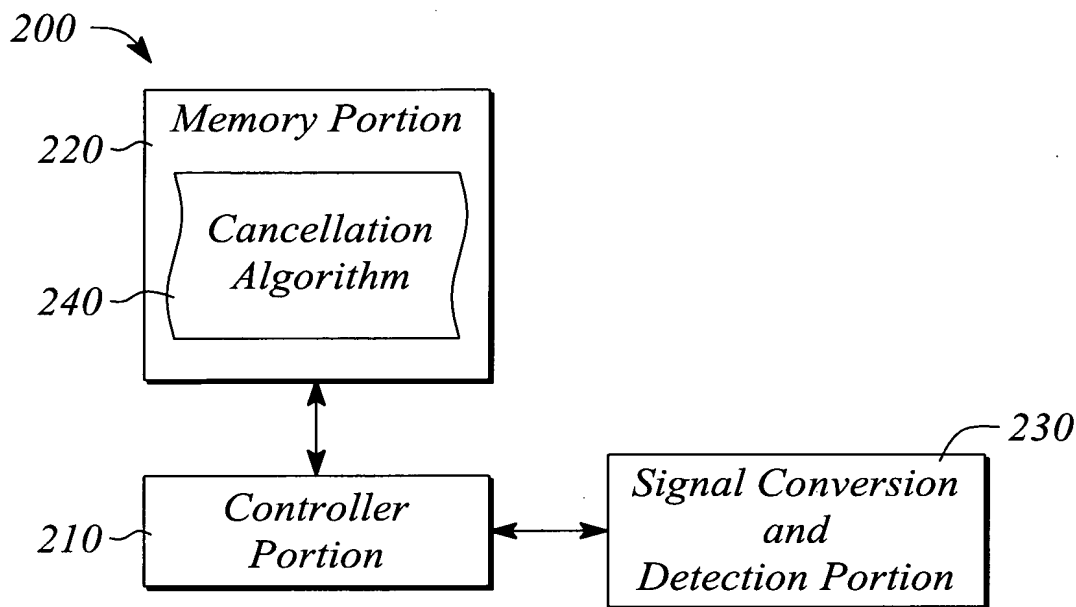 200
Memory Portion
220
Cancellation
Algorithm
240
230
Controller
Portion
210
Signal Conversion
and
Detection Portion